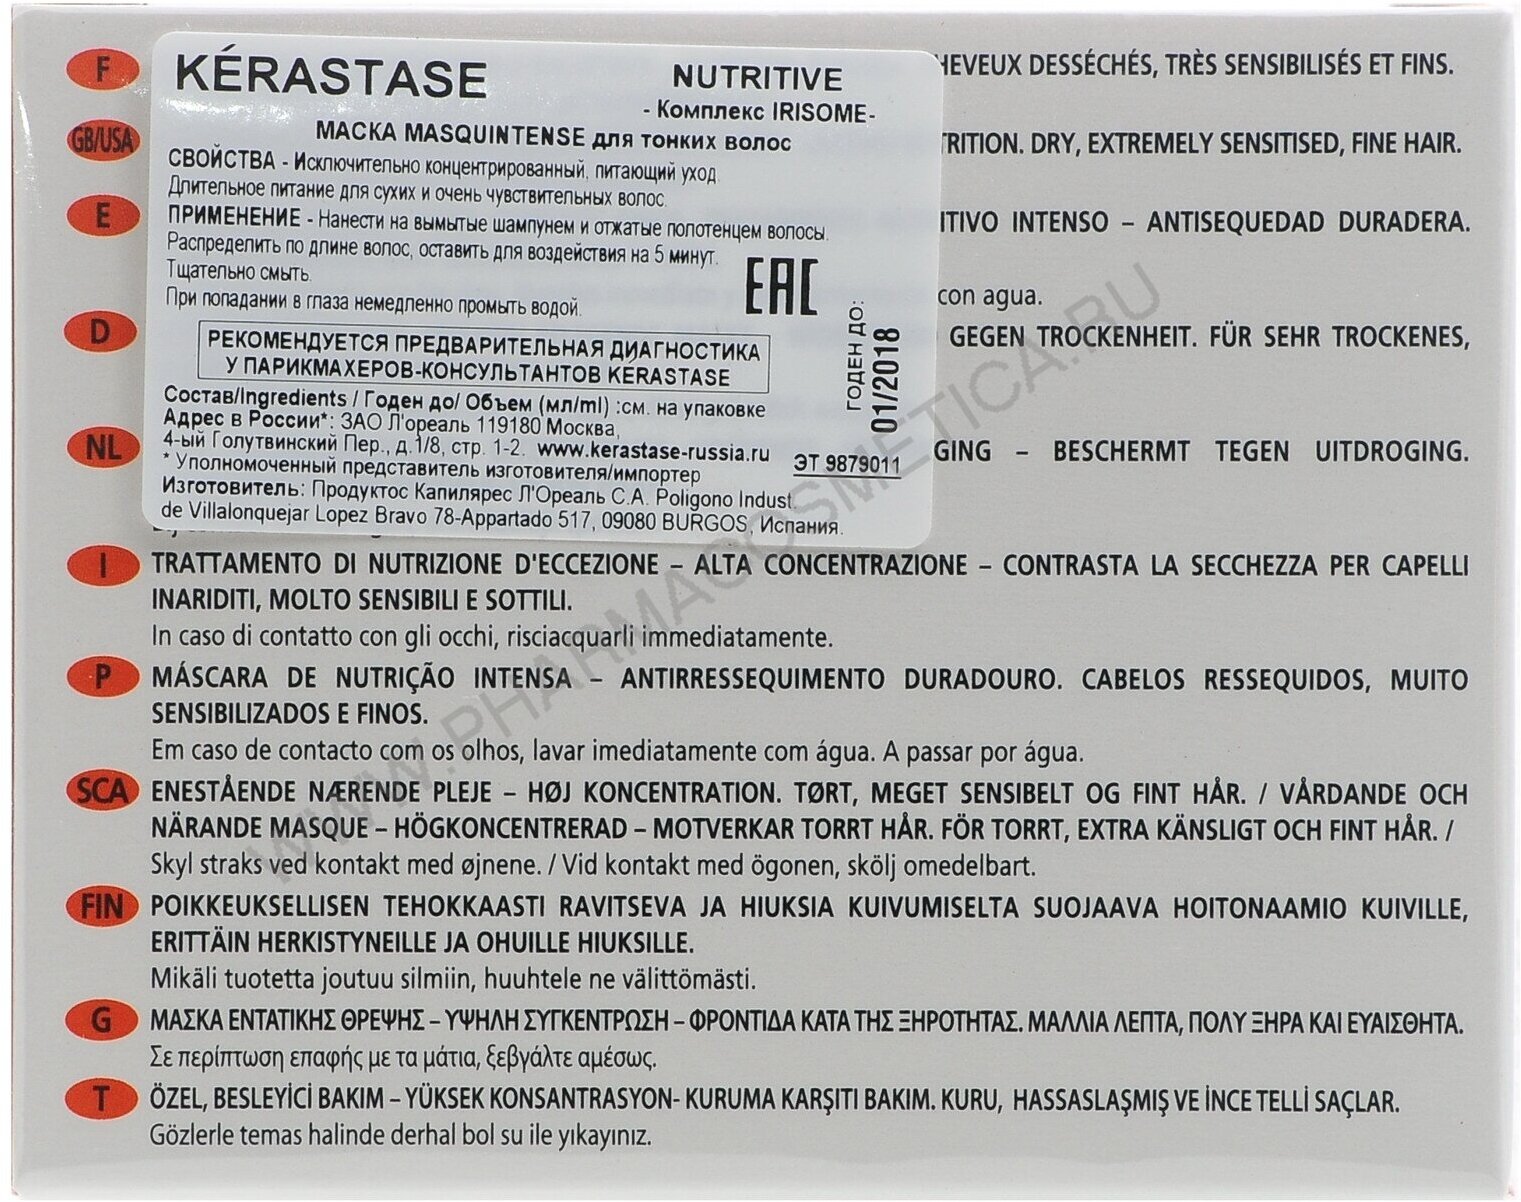 KÉRASTASE
NUTRITIVE
- Комплекс IRISOME-
МАСКА MASQUINTENSE для тонких волос
СВОЙСТВА - Исключительно концентрированный, питающий уход.
Длительное питание для сухих и очень чувствительных волос.
ПРИМЕНЕНИЕ - Нанести на вымытые шампунем и отжатые полотенцем волосы.
Распределить по длине волос, оставить для воздействия на 5 минут.
Тщательно смыть.
При попадании в глаза немедленно промыть водой.
EAC
ГОДЕН ДО:
01/2018
РЕКОМЕНДУЕТСЯ ПРЕДВАРИТЕЛЬНАЯ ДИАГНОСТИКА
У ПАРИКМАХЕРОВ-КОНСУЛЬТАНТОВ KÉRASTASE
Состав/Ingredients / Годен до/ Объем (мл/ml) :см. на упаковке
Адрес в России*: ЗАО Л'ореаль 119180 Москва,
4-ый Голутвинский Пер., д.1/8, стр. 1-2. www.kerastase-russia.ru
* Уполномоченный представитель изготовителя/импортер
ЭТ 9879011
Изготовитель: Продуктос Капилярес Л'Ореаль С.А. Poligono Indust.
de Villalonquejar Lopez Bravo 78-Appartado 517, 09080 BURGOS, Испания.
F HEVEUX DESSÉCHÉS, TRÈS SENSIBILISÉS ET FINS.
GB/USA TRITION. DRY, EXTREMELY SENSITISED, FINE HAIR.
E ITIVO INTENSO – ANTISEQUEDAD DURADERA.
con agua.
D GEGEN TROCKENHEIT. FÜR SEHR TROCKENES,
NL GING – BESCHERMT TEGEN UITDROGING.
I TRATTAMENTO DI NUTRIZIONE D'ECCEZIONE – ALTA CONCENTRAZIONE – CONTRASTA LA SECCHEZZA PER CAPELLI
INARIDITI, MOLTO SENSIBILI E SOTTILI.
In caso di contatto con gli occhi, risciacquarli immediatamente.
P MÁSCARA DE NUTRIÇÃO INTENSA – ANTIRRESSEQUIMENTO DURADOURO. CABELOS RESSEQUIDOS, MUITO
SENSIBILIZADOS E FINOS.
Em caso de contacto com os olhos, lavar imediatamente com água. A passar por água.
SCA ENESTÅENDE NÆRENDE PLEJE – HØJ KONCENTRATION. TØRT, MEGET SENSIBELT OG FINT HÅR. / VÅRDANDE OCH
NÄRANDE MASQUE – HÖGKONCENTRERAD – MOTVERKAR TORRT HÅR. FÖR TORRT, EXTRA KÄNSLIGT OCH FINT HÅR. /
Skyl straks ved kontakt med øjnene. / Vid kontakt med ögonen, skölj omedelbart.
FIN POIKKEUKSELLISEN TEHOKKAASTI RAVITSEVA JA HIUKSIA KUIVUMISELTA SUOJAAVA HOITONAAMIO KUIVILLE,
ERITTÄIN HERKISTYNEILLE JA OHUILLE HIUKSILLE.
Mikäli tuotetta joutuu silmiin, huuhtele ne välittömästi.
G ΜΑΣΚΑ ΕΝΤΑΤΙΚΗΣ ΘΡΕΨΗΣ – ΥΨΗΛΗ ΣΥΓΚΕΝΤΡΩΣΗ – ΦΡΟΝΤΙΔΑ ΚΑΤΑ ΤΗΣ ΞΗΡΟΤΗΤΑΣ. ΜΑΛΛΙΑ ΛΕΠΤΑ, ΠΟΛΥ ΞΗΡΑ ΚΑΙ ΕΥΑΙΣΘΗΤΑ.
Σε περίπτωση επαφής με τα μάτια, ξεβγάλτε αμέσως.
T ÖZEL, BESLEYİCİ BAKIM – YÜKSEK KONSANTRASYON- KURUMA KARŞITI BAKIM. KURU, HASSASLAŞMIŞ VE İNCE TELLİ SAÇLAR.
Gözlerle temas halinde derhal bol su ile yıkayınız.
WWW.PHARMACOSMETICA.RU